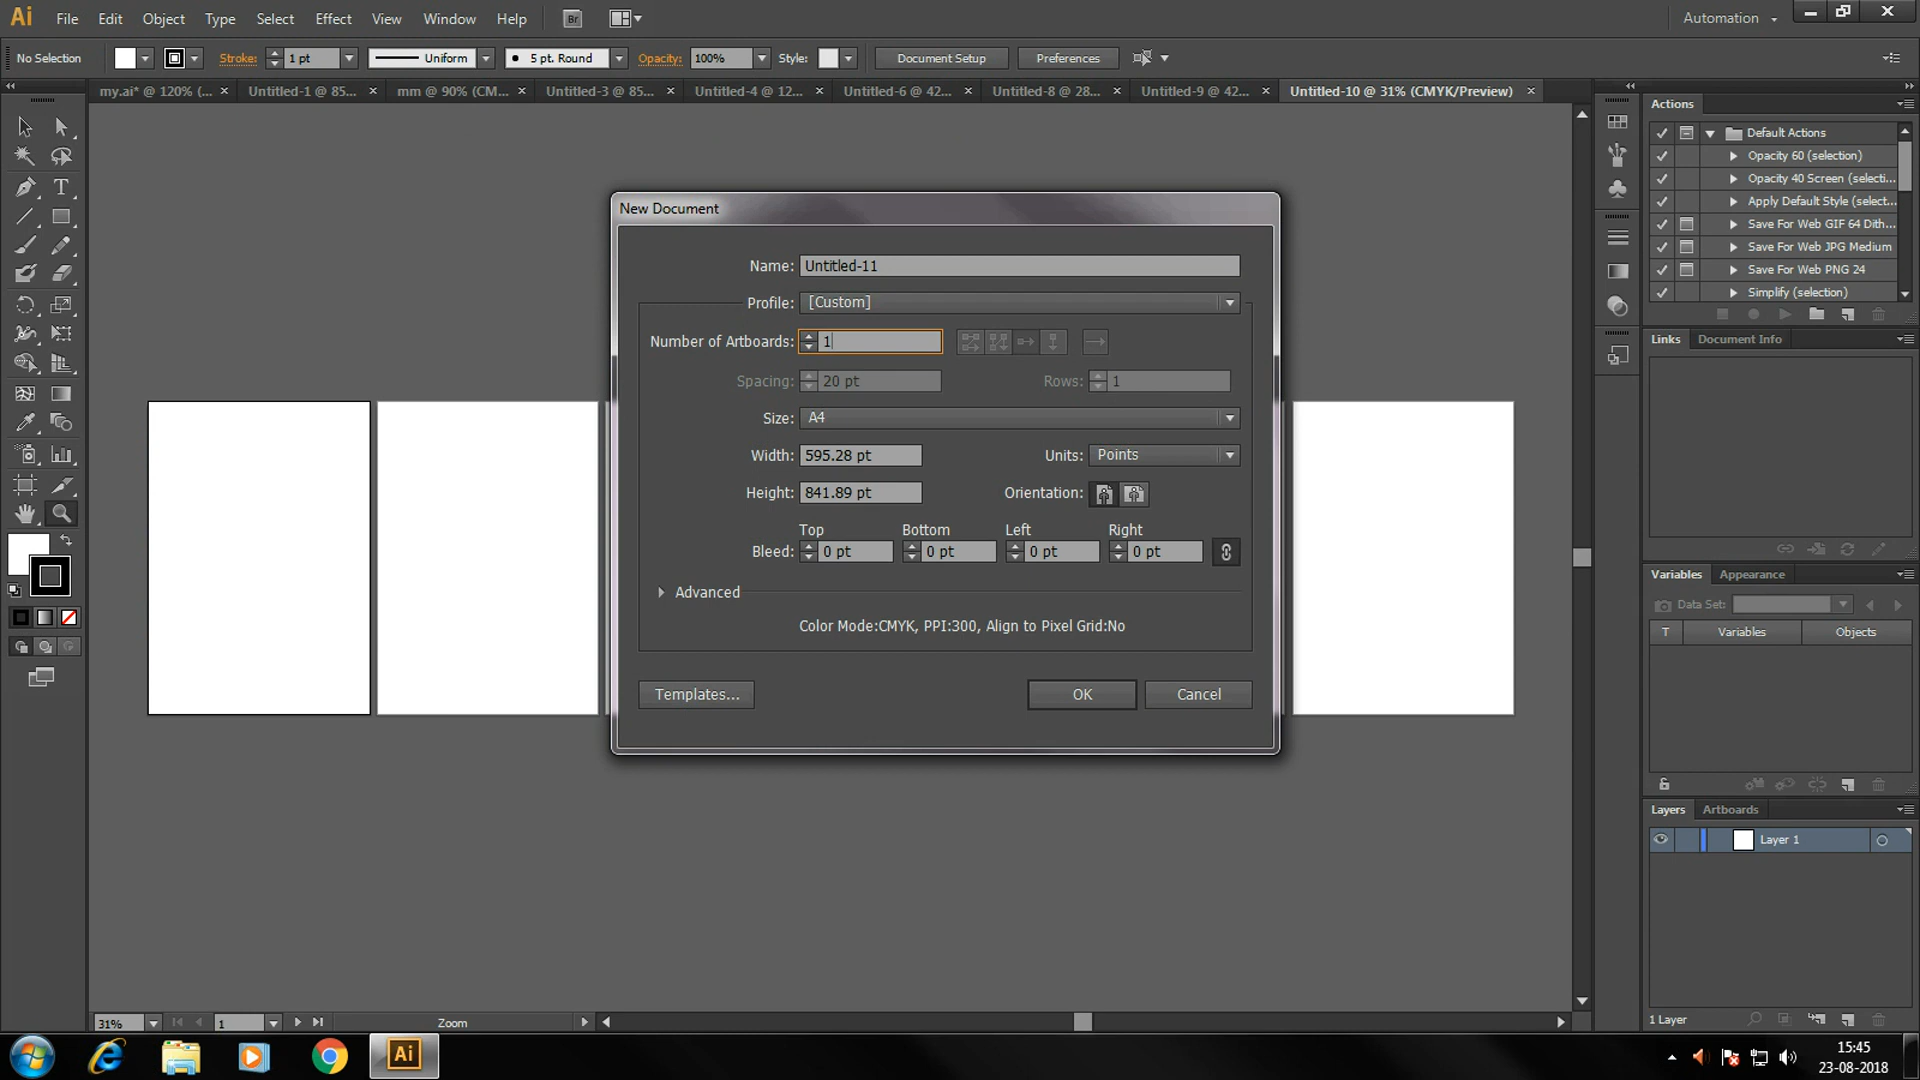 Ai File Edit Object Type Select Effect View Window Help Br Automation
No Selection Stroke: 1 pt Uniform 5 pt. Round Opacity: 100% Style: Document Setup Preferences
my.ai* @ 120% (... Untitled-1 @ 85... mm @ 90% (CM... Untitled-3 @ 85... Untitled-4 @ 12... Untitled-6 @ 42... Untitled-8 @ 28... Untitled-9 @ 42... Untitled-10 @ 31% (CMYK/Preview)
Actions
Default Actions
Opacity 60 (selection)
Opacity 40 Screen (selecti...
Apply Default Style (select...
Save For Web GIF 64 Dith...
Save For Web JPG Medium
Save For Web PNG 24
Simplify (selection)
Links Document Info
Variables Appearance
Data Set:
T Variables Objects
Layers Artboards
Layer 1
1 Layer
New Document
Name: Untitled-11
Profile: [Custom]
Number of Artboards: 1
Spacing: 20 pt Rows: 1
Size: A4
Width: 595.28 pt Units: Points
Height: 841.89 pt Orientation:
Top Bottom Left Right
Bleed: 0 pt 0 pt 0 pt 0 pt
Advanced
Color Mode:CMYK, PPI:300, Align to Pixel Grid:No
Templates... OK Cancel
T
31% 1 Zoom
Ai
15:45
23-08-2018